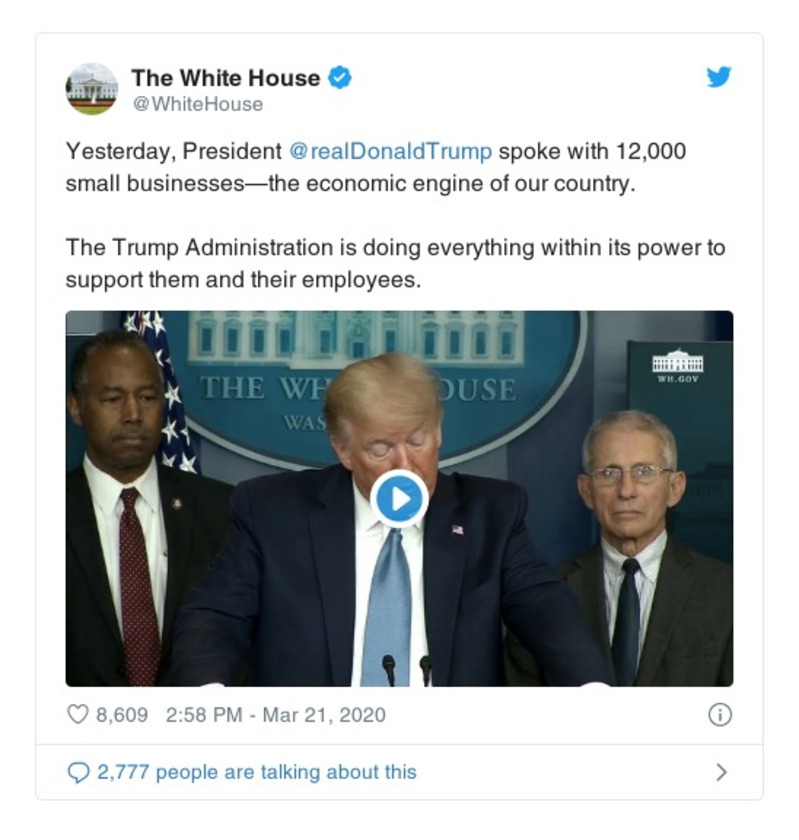 The White House
@WhiteHouse
Yesterday, President @realDonaldTrump spoke with 12,000
small businesses—the economic engine of our country.
The Trump Administration is doing everything within its power to
support them and their employees.
THE WH OUSE
WAS
WH.GOV
8,609 2:58 PM - Mar 21, 2020
2,777 people are talking about this